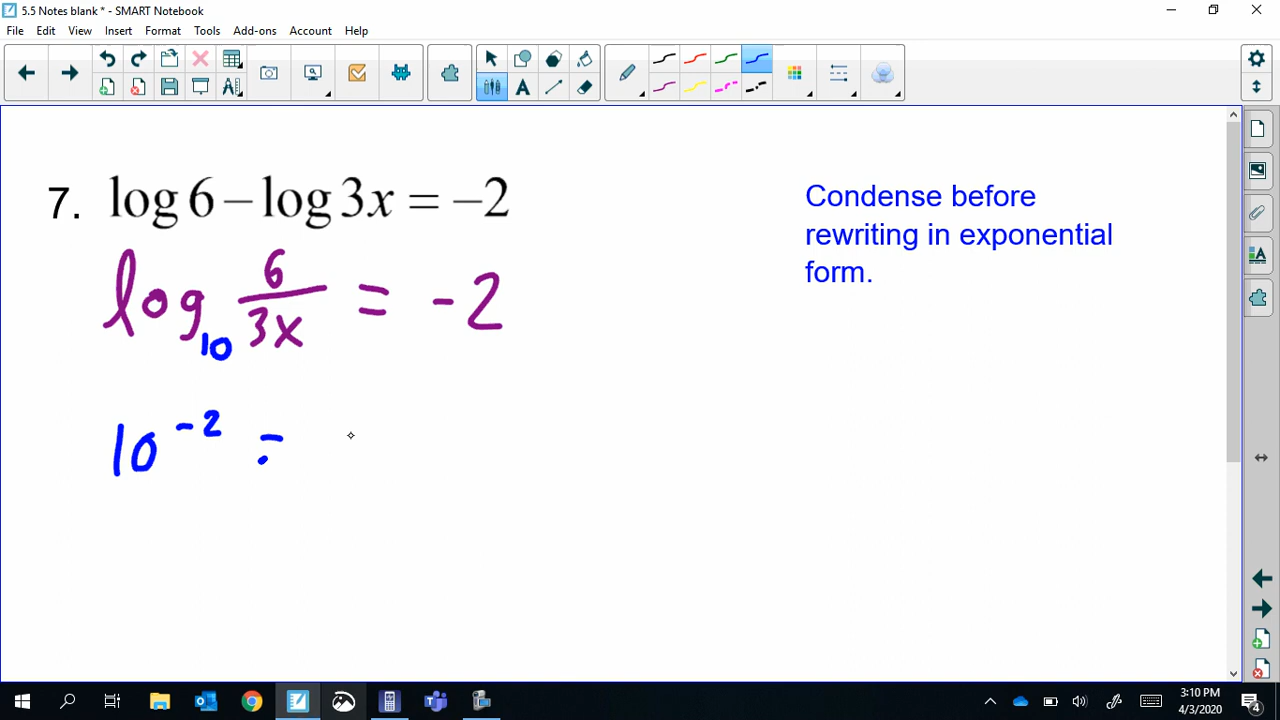 5.5 Notes blank * - SMART Notebook
File Edit View Insert Format Tools Add-ons Account Help
7. log 6 – log 3x = –2
Condense before
rewriting in exponential
form.
log₁₀ 6/3x = -2
10⁻² =
3:10 PM
4/3/2020
4